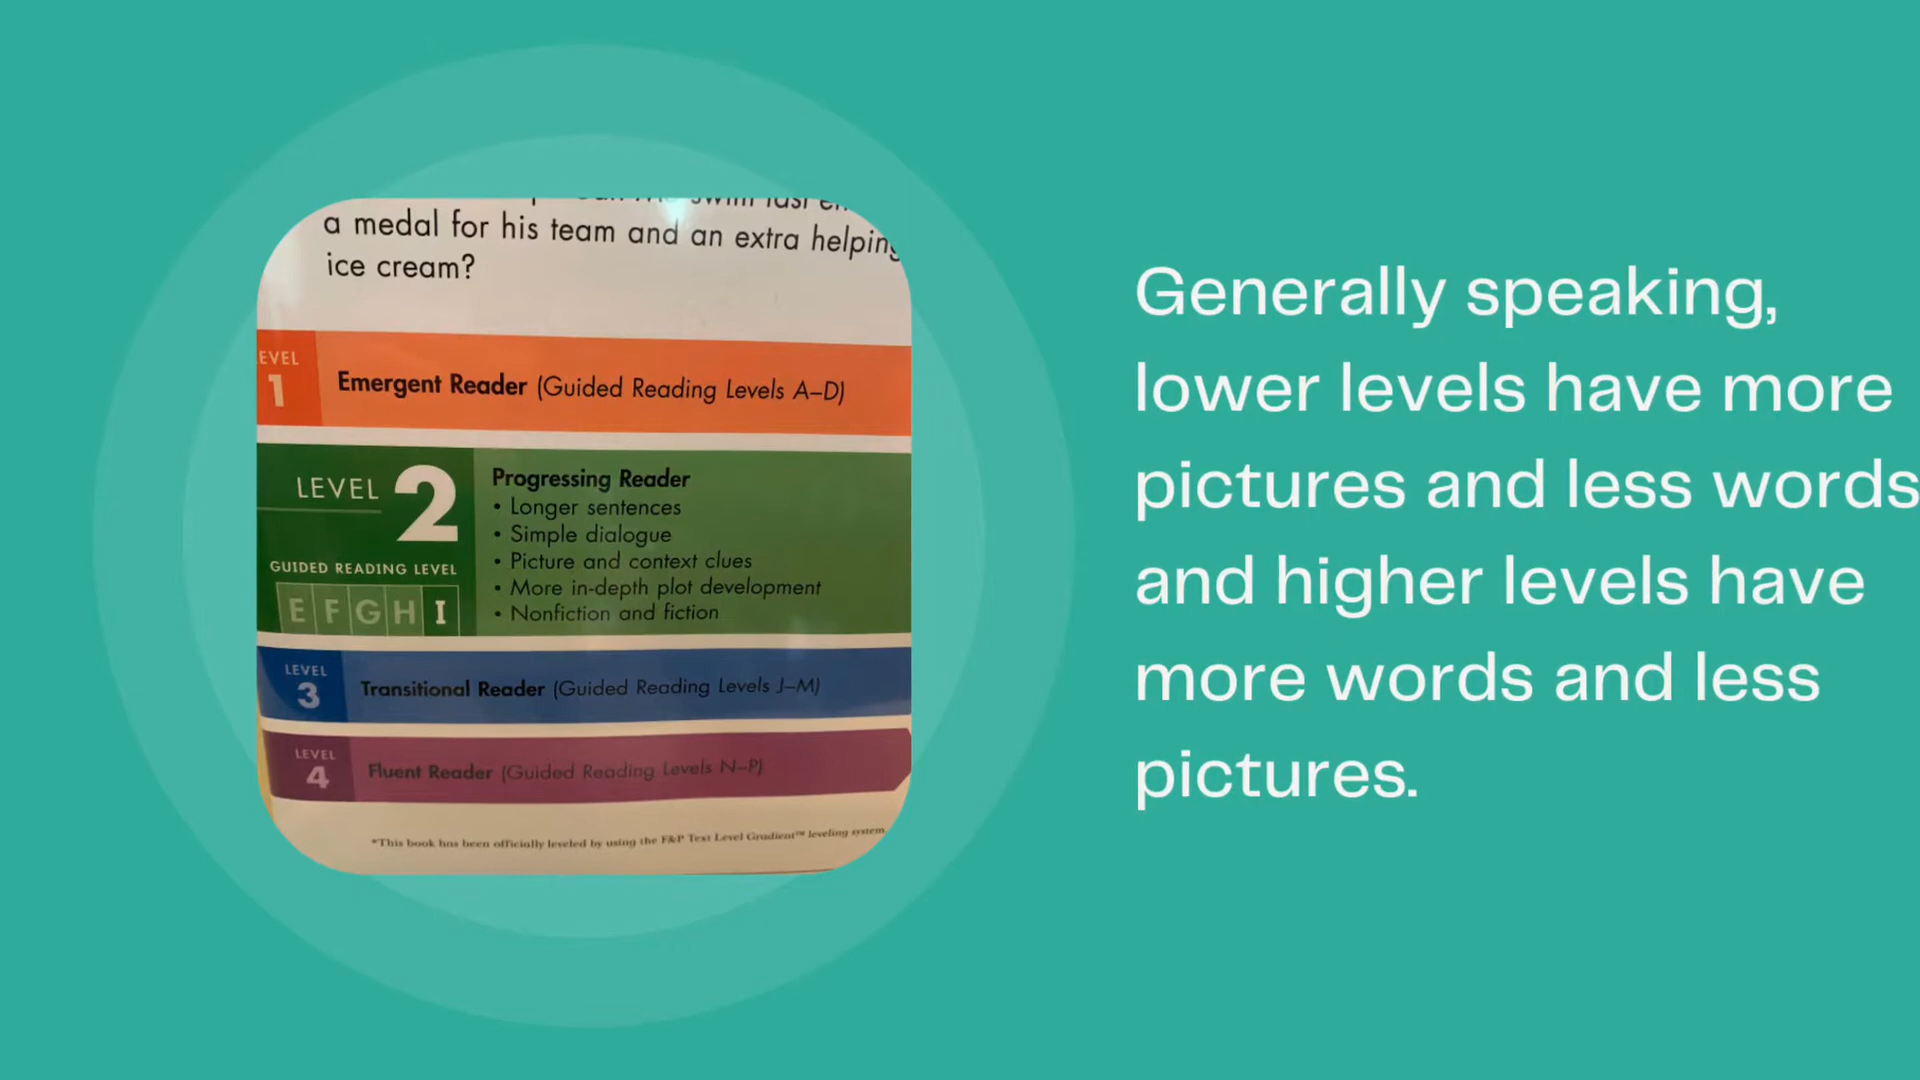 a medal for his team and an extra helping
ice cream?
EVEL
1
Emergent Reader (Guided Reading Levels A–D)
LEVEL 2
GUIDED READING LEVEL
E F G H I
Progressing Reader
• Longer sentences
• Simple dialogue
• Picture and context clues
• More in-depth plot development
• Nonfiction and fiction
LEVEL
3
Transitional Reader (Guided Reading Levels J–M)
LEVEL
4
Fluent Reader (Guided Reading Levels N–P)
*This book has been officially leveled by using the F&P Text Level Gradient™ leveling system.
Generally speaking,
lower levels have more
pictures and less words
and higher levels have
more words and less
pictures.